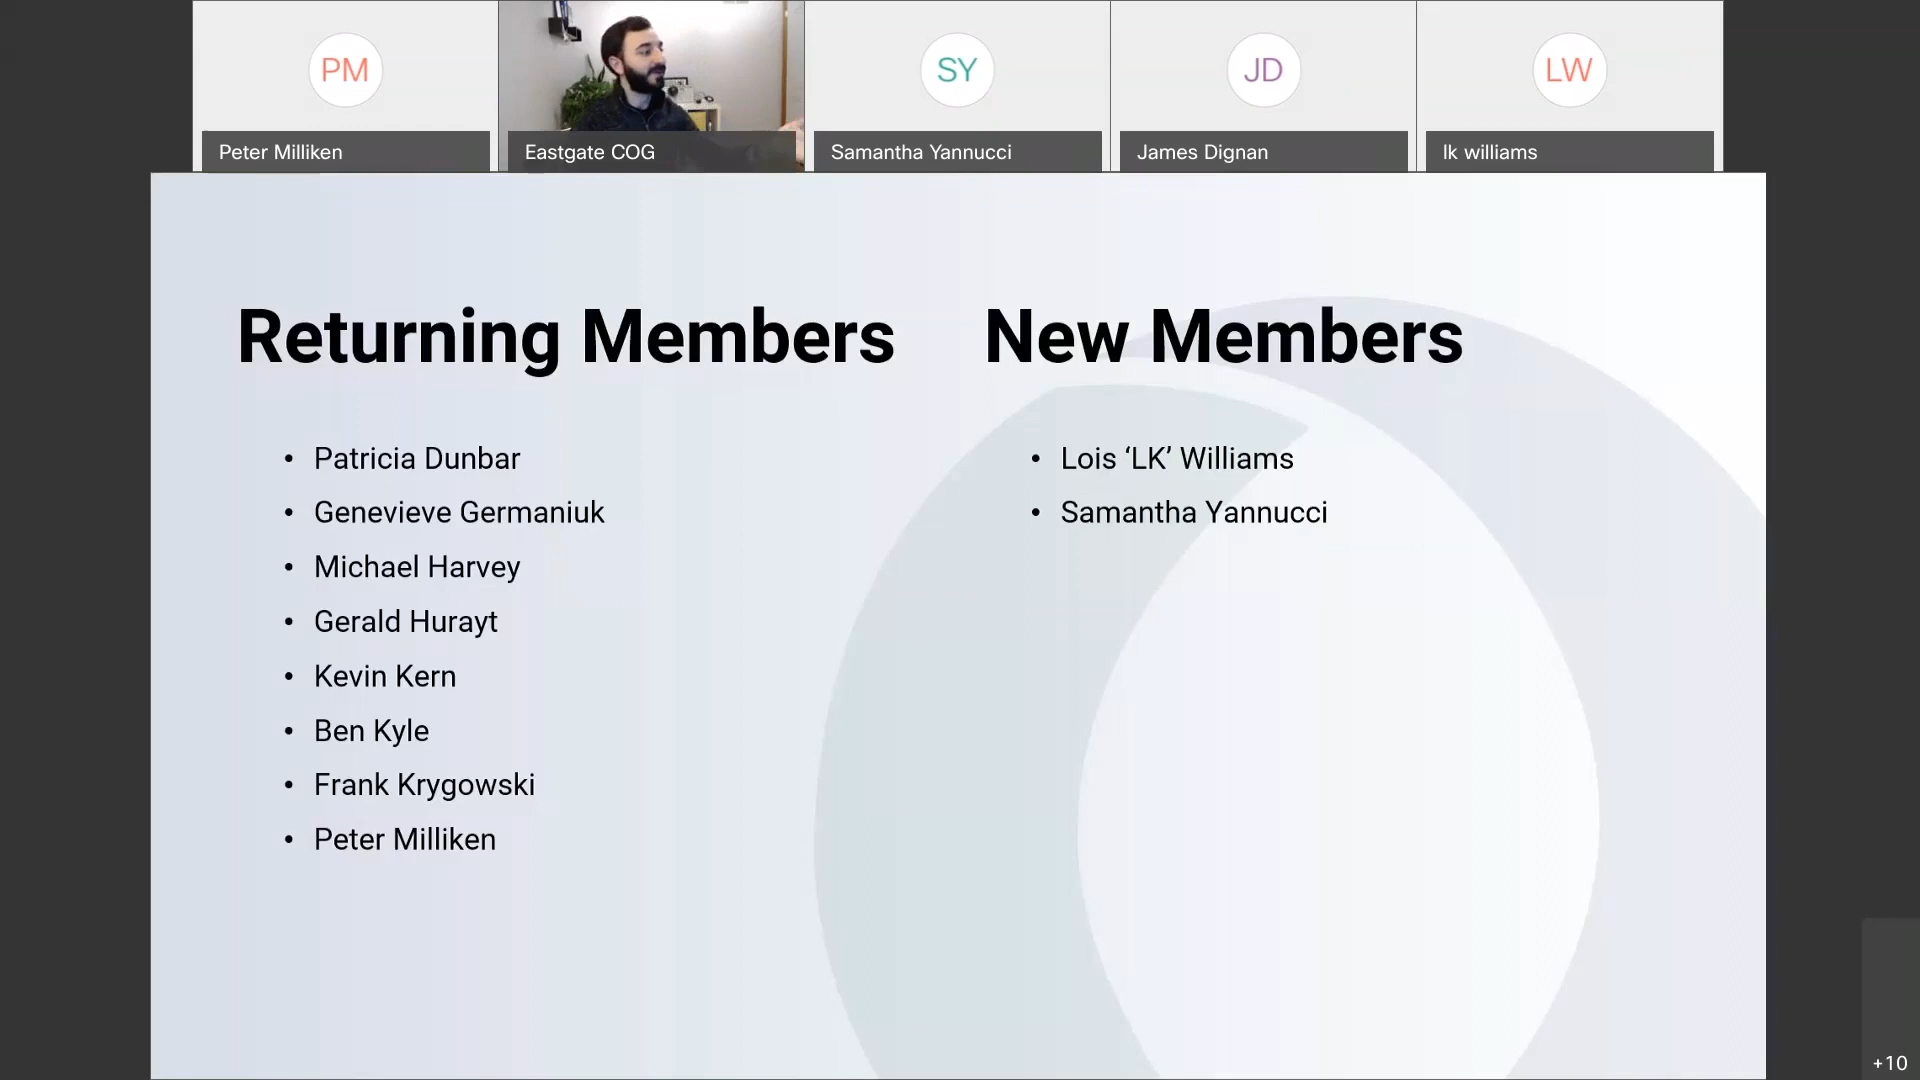 PM
SY
JD
LW
Peter Milliken
Eastgate COG
Samantha Yannucci
James Dignan
lk williams
Returning Members
• Patricia Dunbar
• Genevieve Germaniuk
• Michael Harvey
• Gerald Hurayt
• Kevin Kern
• Ben Kyle
• Frank Krygowski
• Peter Milliken
New Members
• Lois ‘LK’ Williams
• Samantha Yannucci
+10